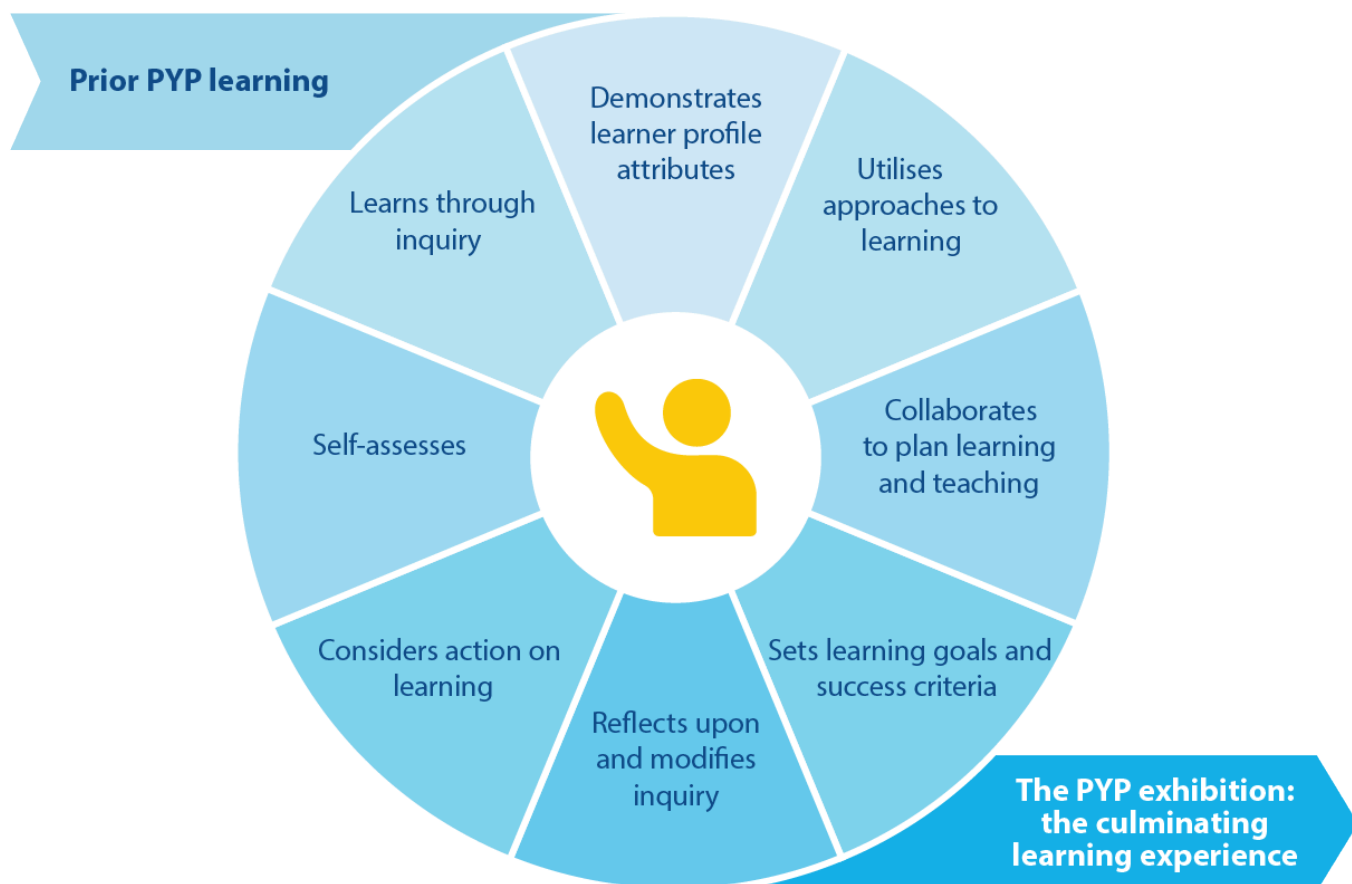 Prior PYP learning
Demonstrates
learner profile
attributes
Utilises
approaches to
learning
Collaborates
to plan learning
and teaching
Sets learning goals and
success criteria
Reflects upon
and modifies
inquiry
Considers action on
learning
Self-assesses
Learns through
inquiry
The PYP exhibition:
the culminating
learning experience